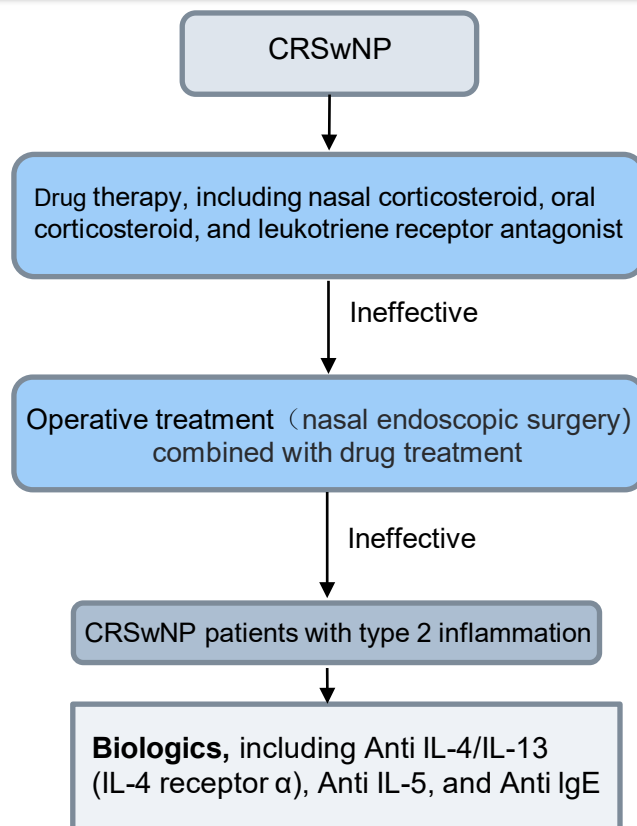 CRSwNP
Drug therapy, including nasal corticosteroid, oral
corticosteroid, and leukotriene receptor antagonist
Ineffective
Operative treatment（nasal endoscopic surgery)
combined with drug treatment
Ineffective
CRSwNP patients with type 2 inflammation
Biologics, including Anti IL-4/IL-13
(IL-4 receptor α), Anti IL-5, and Anti IgE